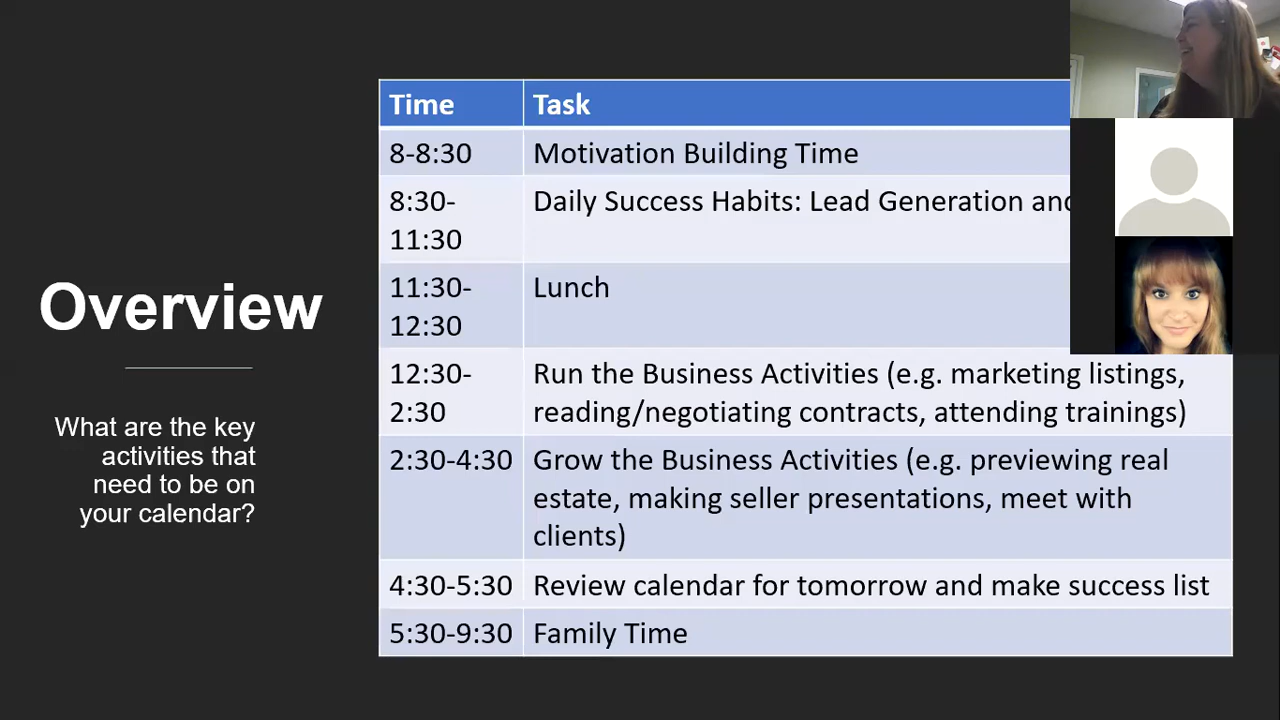 Overview
What are the key
activities that
need to be on
your calendar?
Time Task
8-8:30 Motivation Building Time
8:30- Daily Success Habits: Lead Generation and
11:30
11:30- Lunch
12:30
12:30- Run the Business Activities (e.g. marketing listings,
2:30 reading/negotiating contracts, attending trainings)
2:30-4:30 Grow the Business Activities (e.g. previewing real
estate, making seller presentations, meet with
clients)
4:30-5:30 Review calendar for tomorrow and make success list
5:30-9:30 Family Time